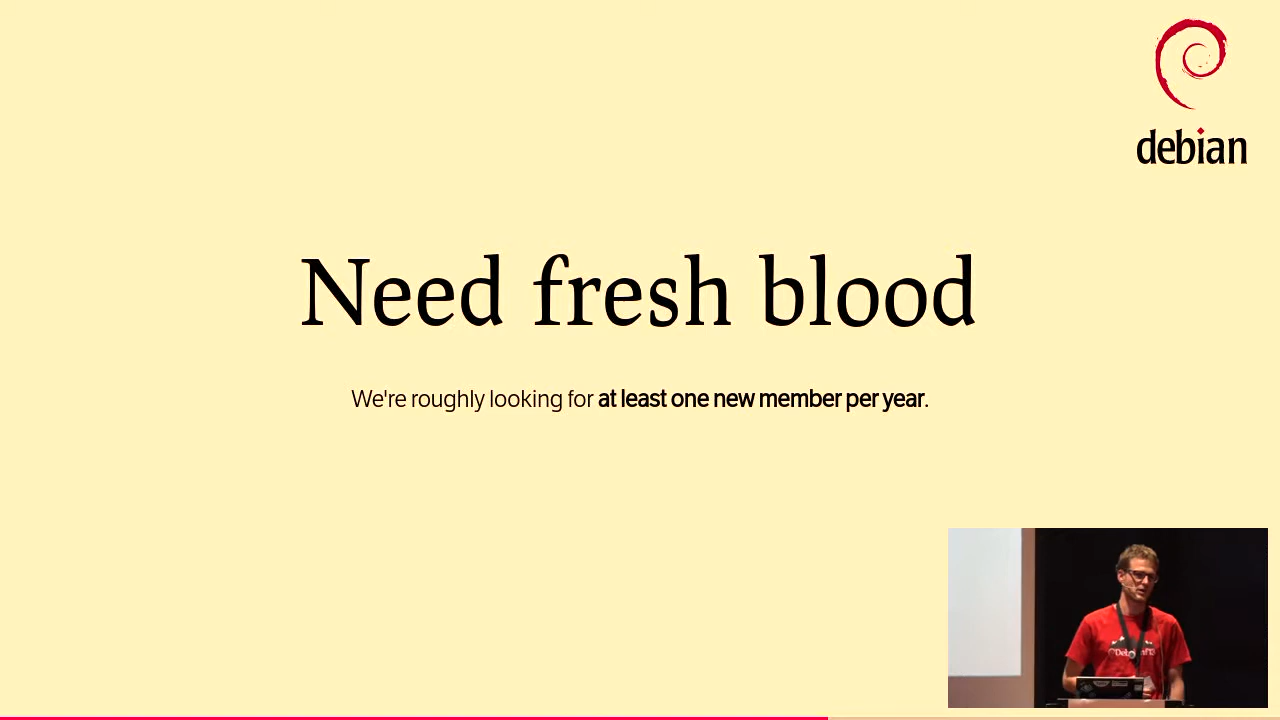 debian
Need fresh blood
We're roughly looking for at least one new member per year.